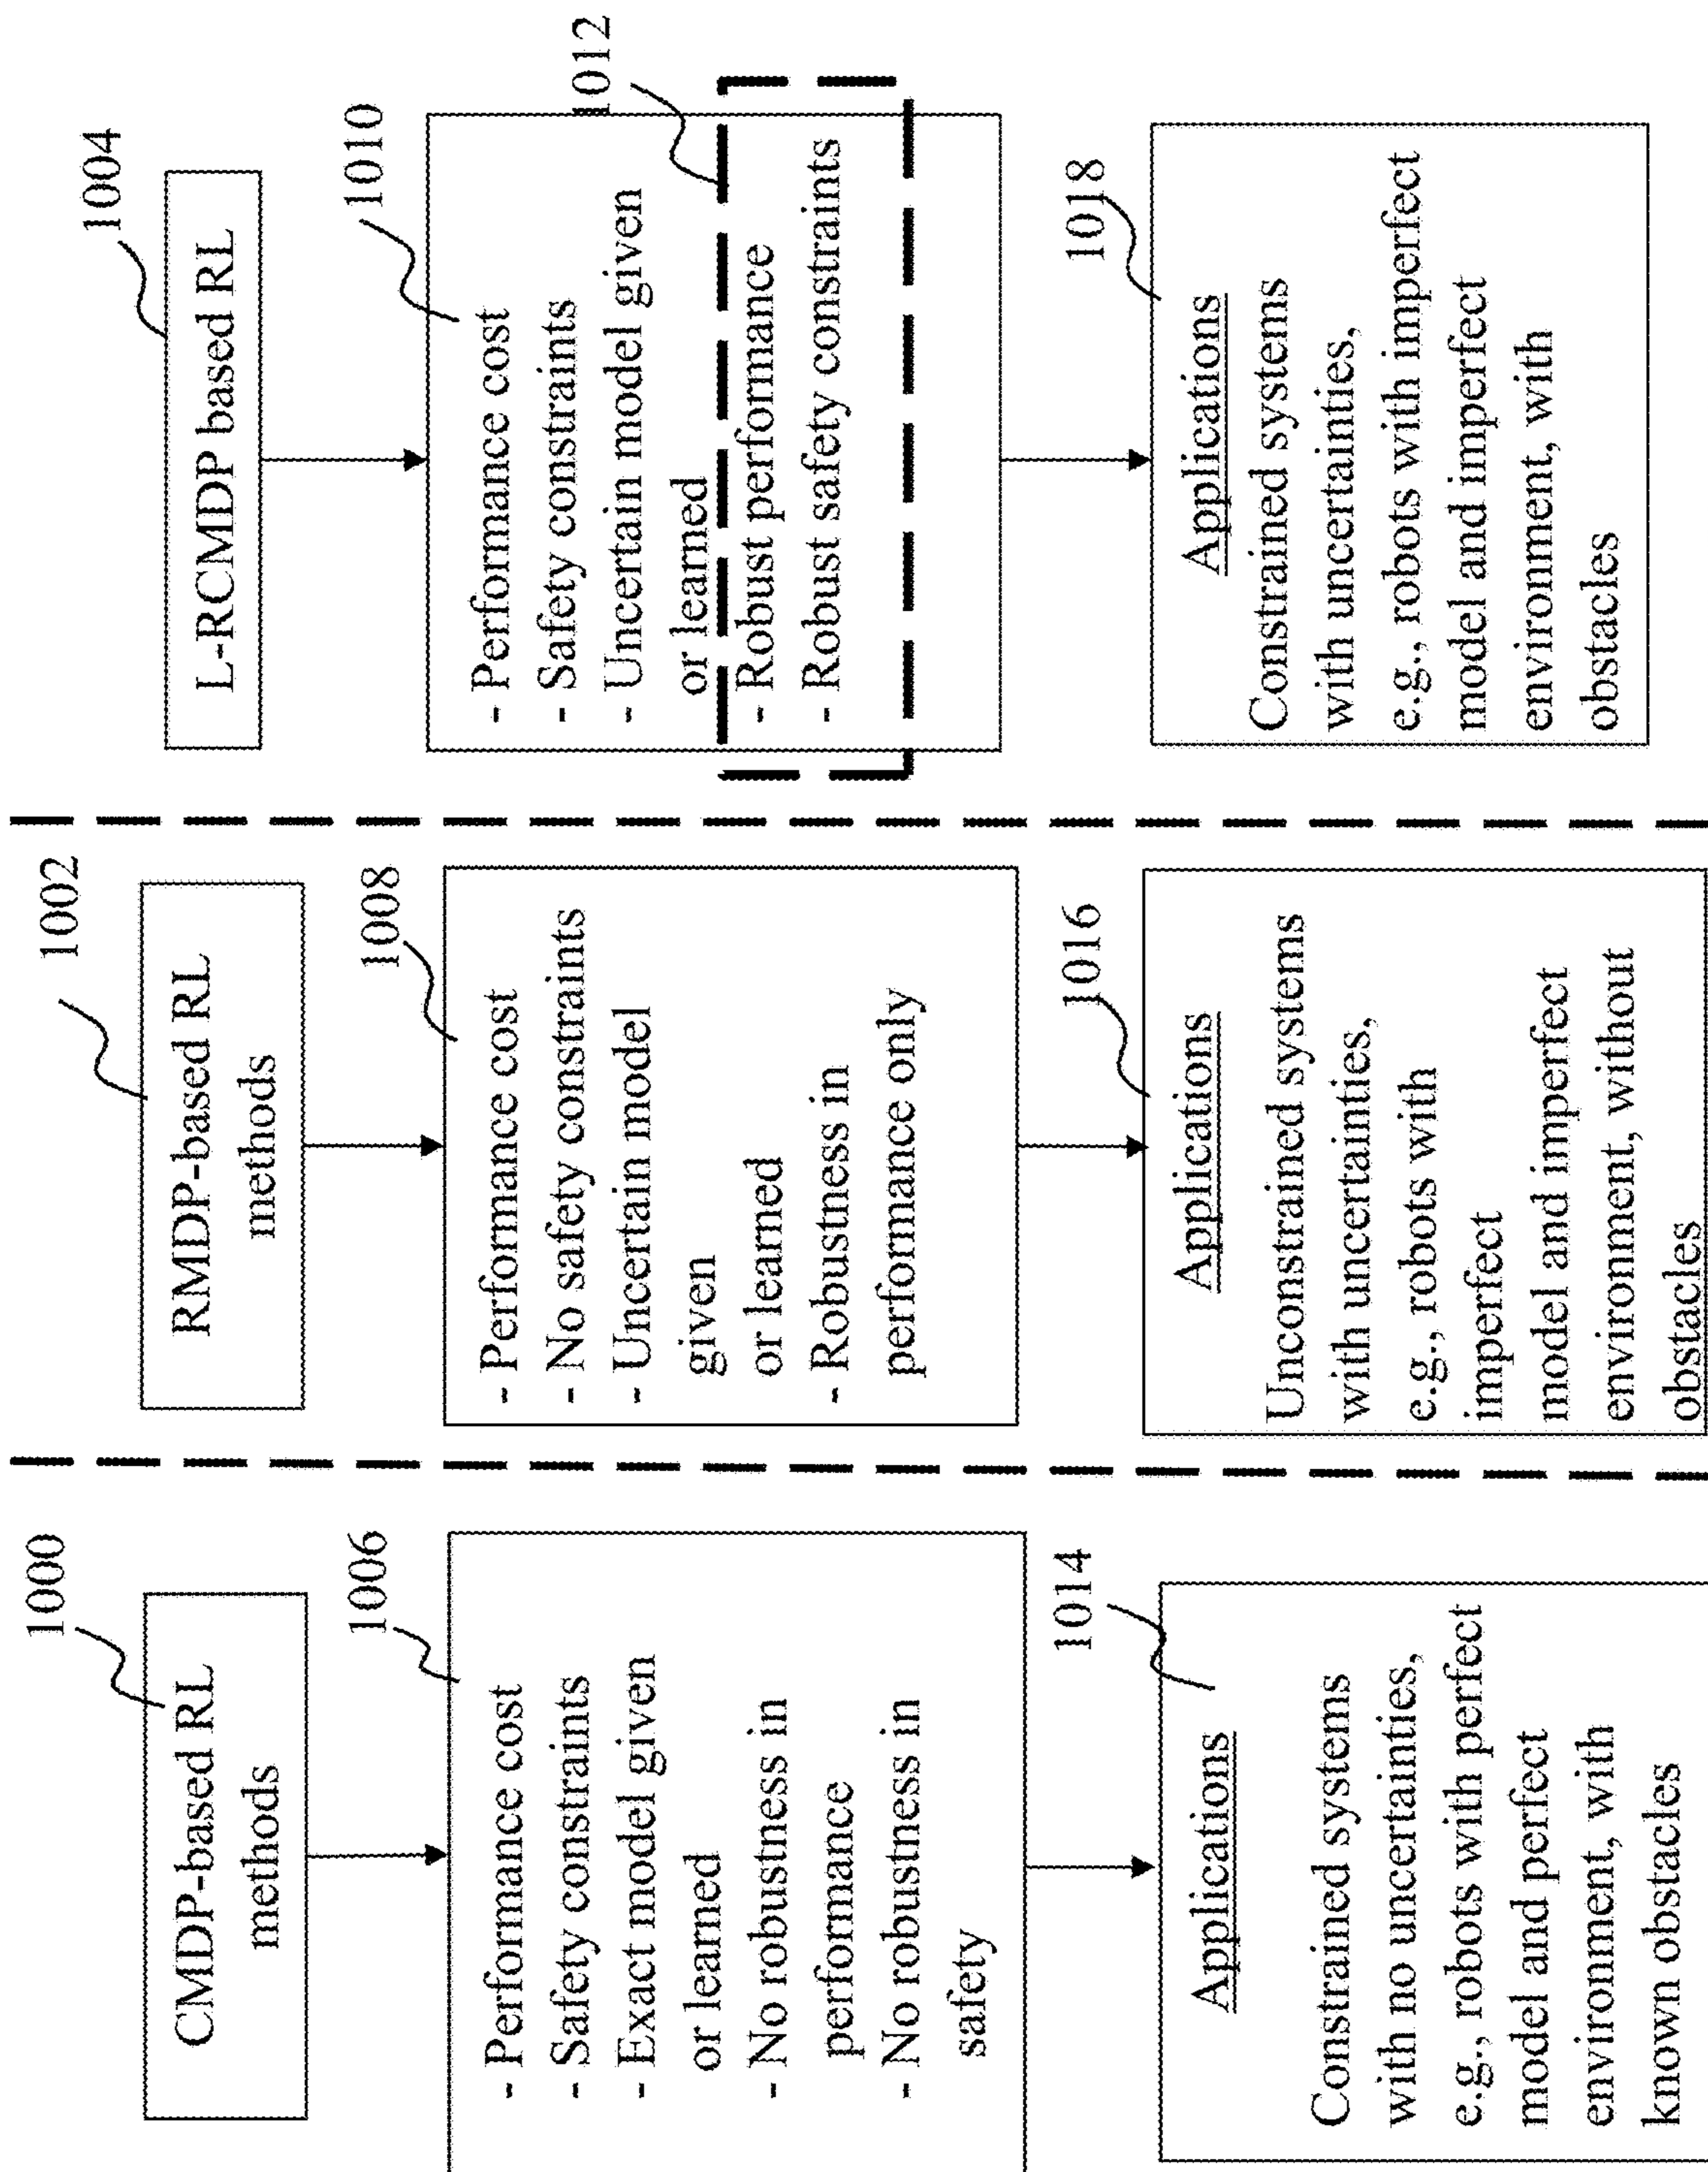 1000
CMDP-based RL
methods
1006
- Performance cost
- Safety constraints
- Exact model given
or learned
- No robustness in
performance
- No robustness in
safety
1014
Applications
Constrained systems
with no uncertainties,
e.g., robots with perfect
model and perfect
environment, with
known obstacles
1002
RMDP-based RL
methods
1008
- Performance cost
- No safety constraints
- Uncertain model
given
or learned
- Robustness in
performance only
1016
Applications
Unconstrained systems
with uncertainties,
e.g., robots with
imperfect
model and imperfect
environment, without
obstacles
1004
L-RCMDP based RL
1010
1012
- Performance cost
- Safety constraints
- Uncertain model given
or learned
- Robust performance
- Robust safety constraints
1018
Applications
Constrained systems
with uncertainties,
e.g., robots with imperfect
model and imperfect
environment, with
obstacles